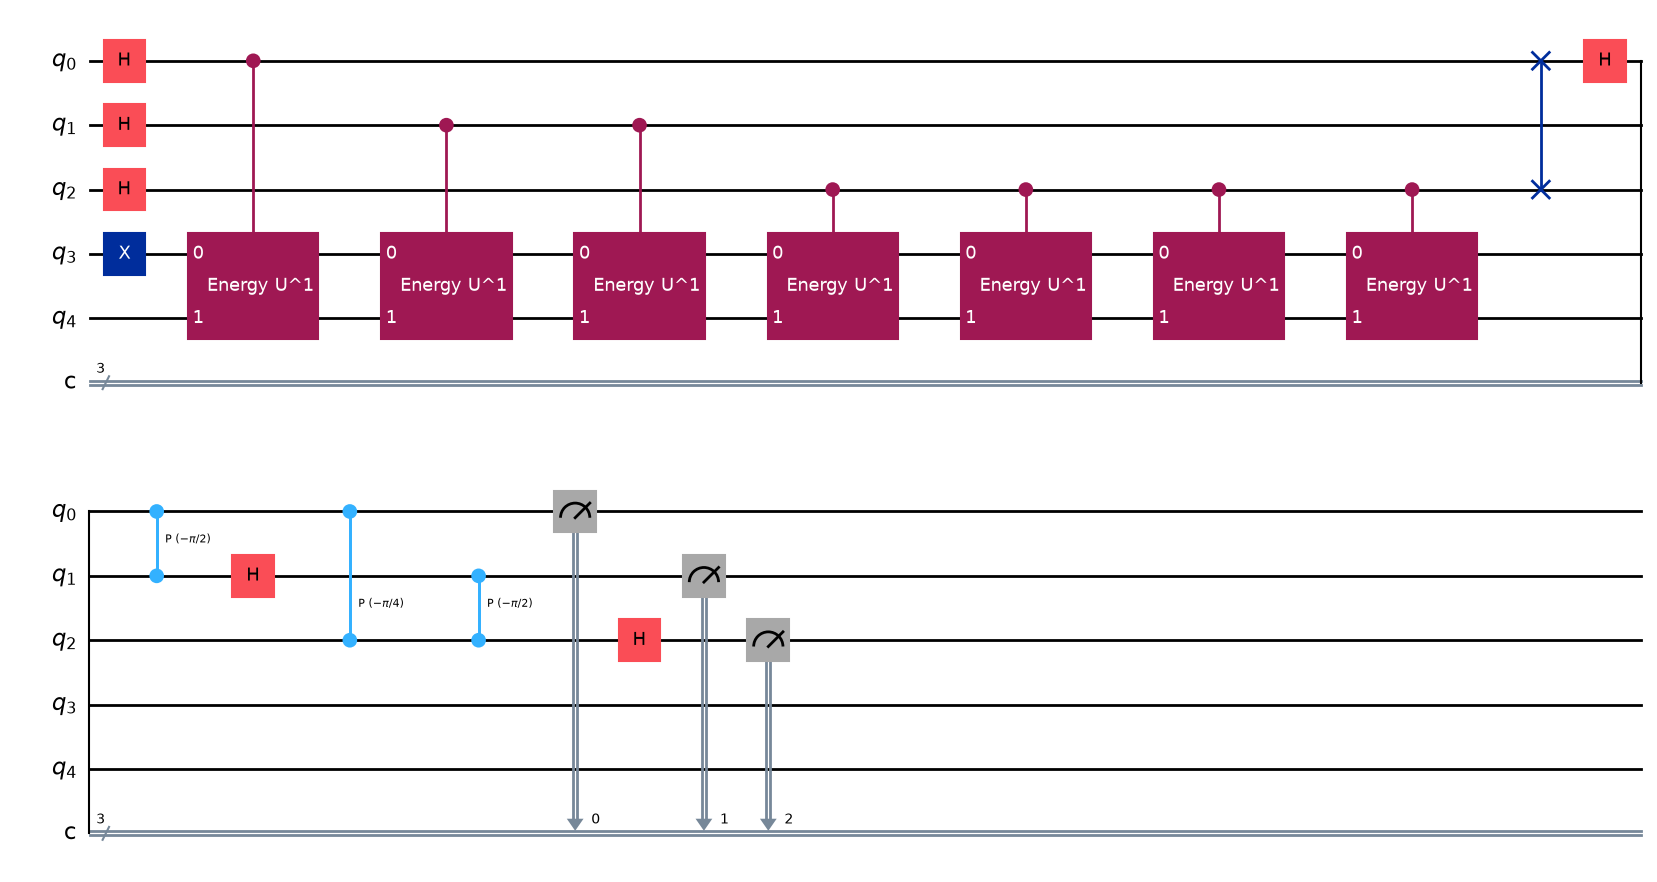 q0 H H
q1 H
q2 H
q3 X 0 0 0 0 0 0 0
Energy U^1 Energy U^1 Energy U^1 Energy U^1 Energy U^1 Energy U^1 Energy U^1
q4 1 1 1 1 1 1 1
3
c
q0
P (−π/2)
q1 H
P (−π/4) P (−π/2)
q2 H
q3
q4
3 0 1 2
c